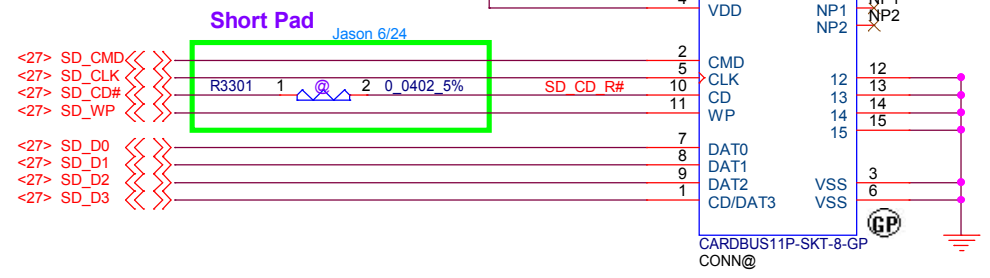 4 VDD NP1 NP1
NP2 NP2
Short Pad
Jason 6/24
<27> SD_CMD 2 CMD
<27> SD_CLK 5 CLK 12 12
<27> SD_CD# R3301 1 @ 2 0_0402_5% SD_CD_R# 10 CD 13 13
<27> SD_WP 11 WP 14 14
15 15
<27> SD_D0 7 DAT0
<27> SD_D1 8 DAT1
<27> SD_D2 9 DAT2 VSS 3
<27> SD_D3 1 CD/DAT3 VSS 6
GP
CARDBUS11P-SKT-8-GP
CONN@